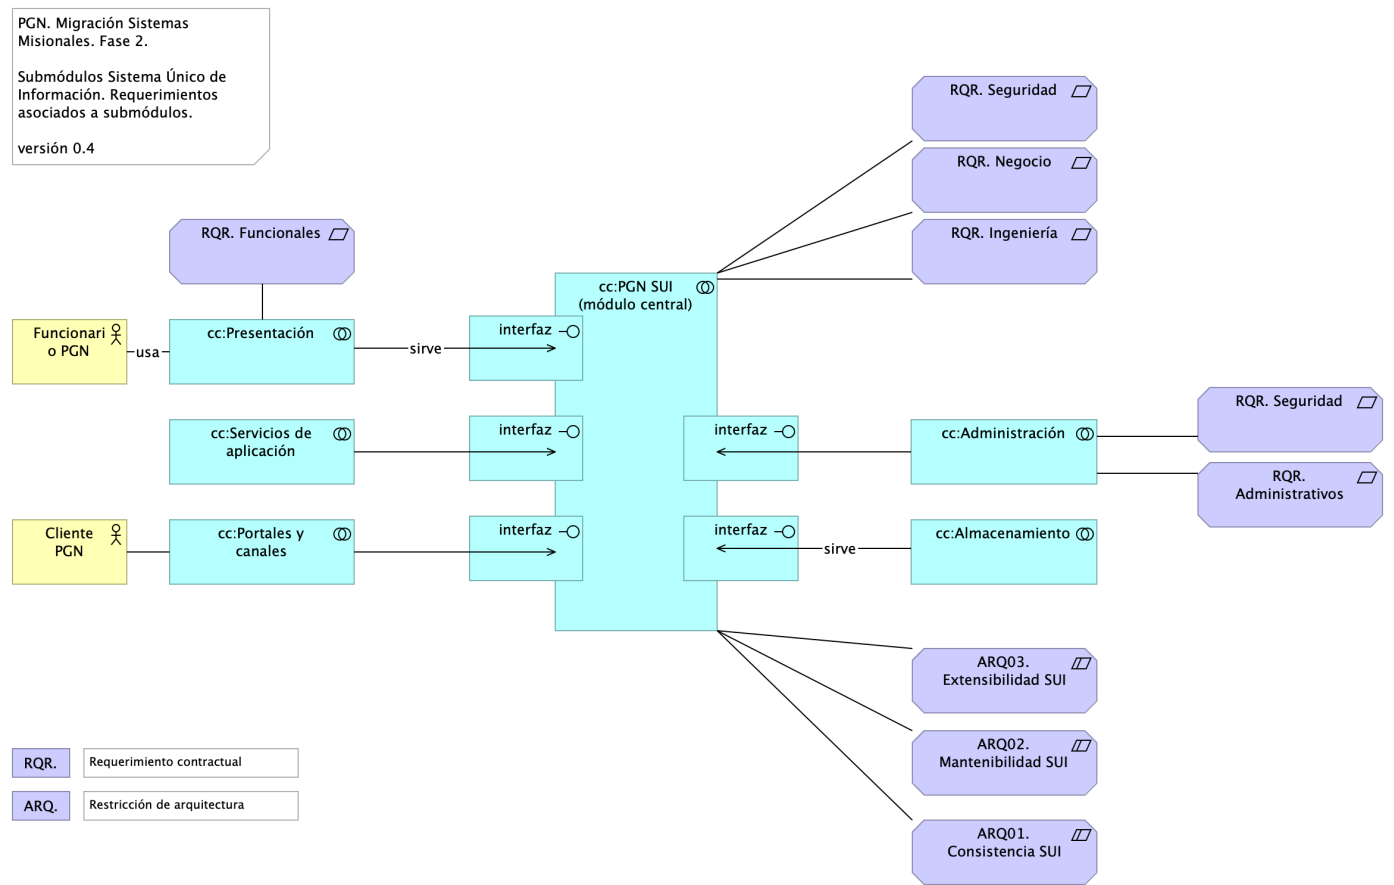 PGN. Migración Sistemas
Misionales. Fase 2.
Submódulos Sistema Único de
Información. Requerimientos
asociados a submódulos.
versión 0.4
RQR. Seguridad
RQR. Negocio
RQR. Ingeniería
RQR. Funcionales
cc:PGN SUI
(módulo central)
Funcionari
o PGN
usa
cc:Presentación
sirve
interfaz
cc:Servicios de
aplicación
interfaz
interfaz
cc:Administración
RQR. Seguridad
RQR.
Administrativos
Cliente
PGN
cc:Portales y
canales
interfaz
interfaz
sirve
cc:Almacenamiento
ARQ03.
Extensibilidad SUI
ARQ02.
Mantenibilidad SUI
ARQ01.
Consistencia SUI
RQR.
Requerimiento contractual
ARQ.
Restricción de arquitectura